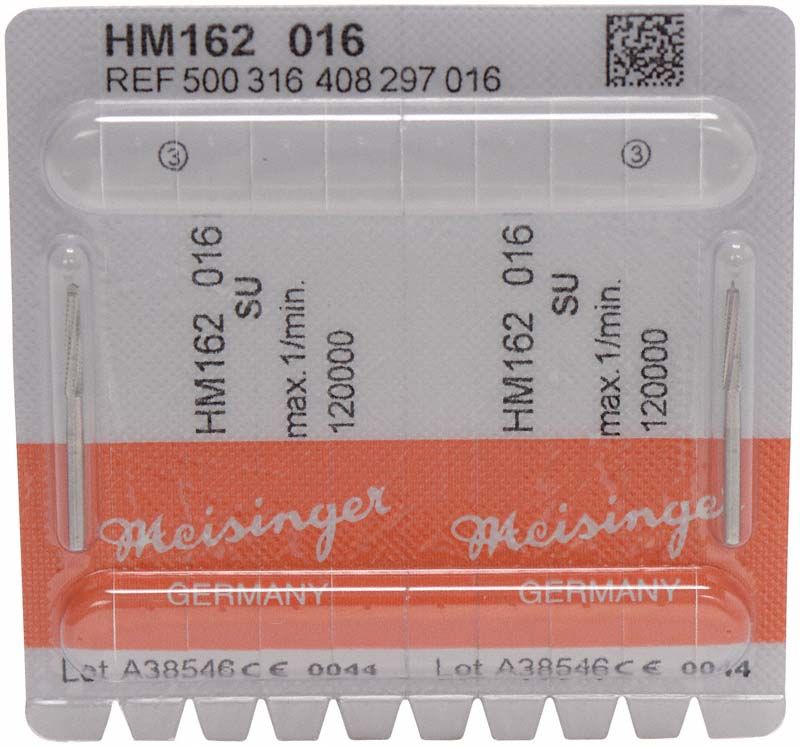 HM162 016
REF 500 316 408 297 016
3
3
HM162 016
SU
max. 1/min.
120000
HM162 016
SU
max. 1/min.
120000
Meisinger
Meisinger
GERMANY
GERMANY
Lot A38546 CE 0044
Lot A38546 CE 0044